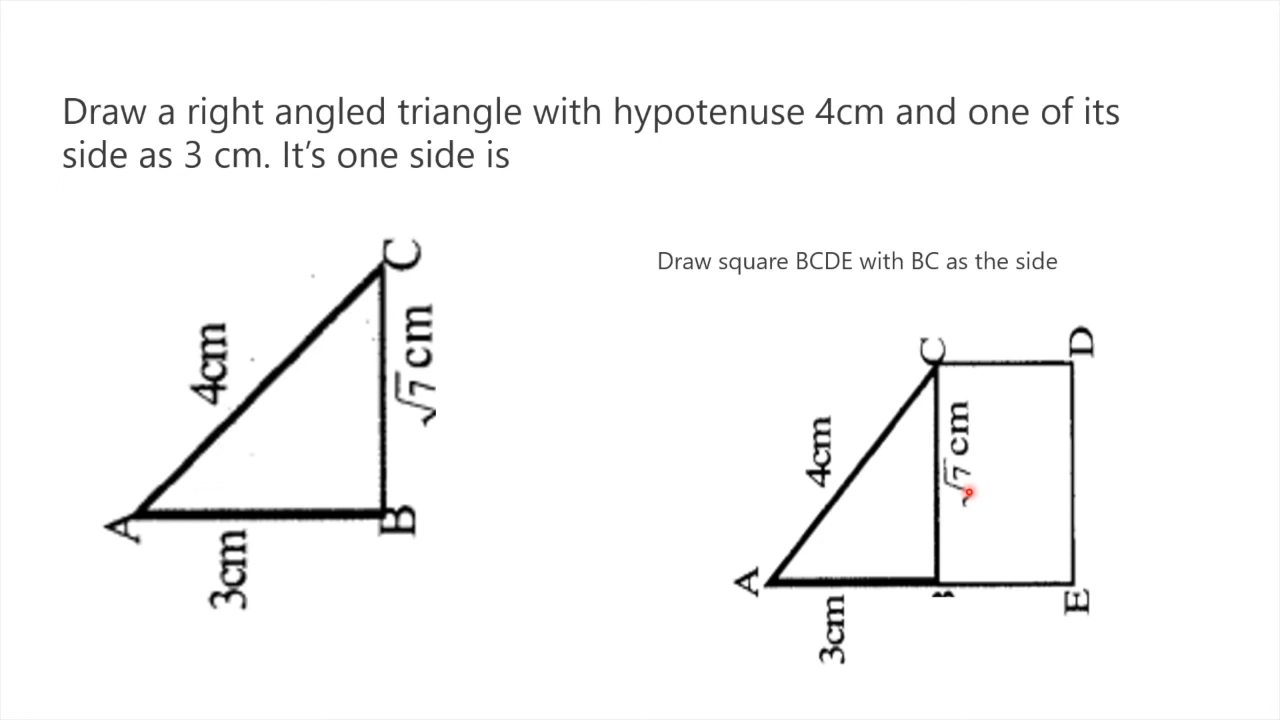 Draw a right angled triangle with hypotenuse 4cm and one of its
side as 3 cm. It’s one side is
Draw square BCDE with BC as the side
A
4cm
C
√7 cm
B
3cm
A
4cm
C
D
√7 cm
3cm
E